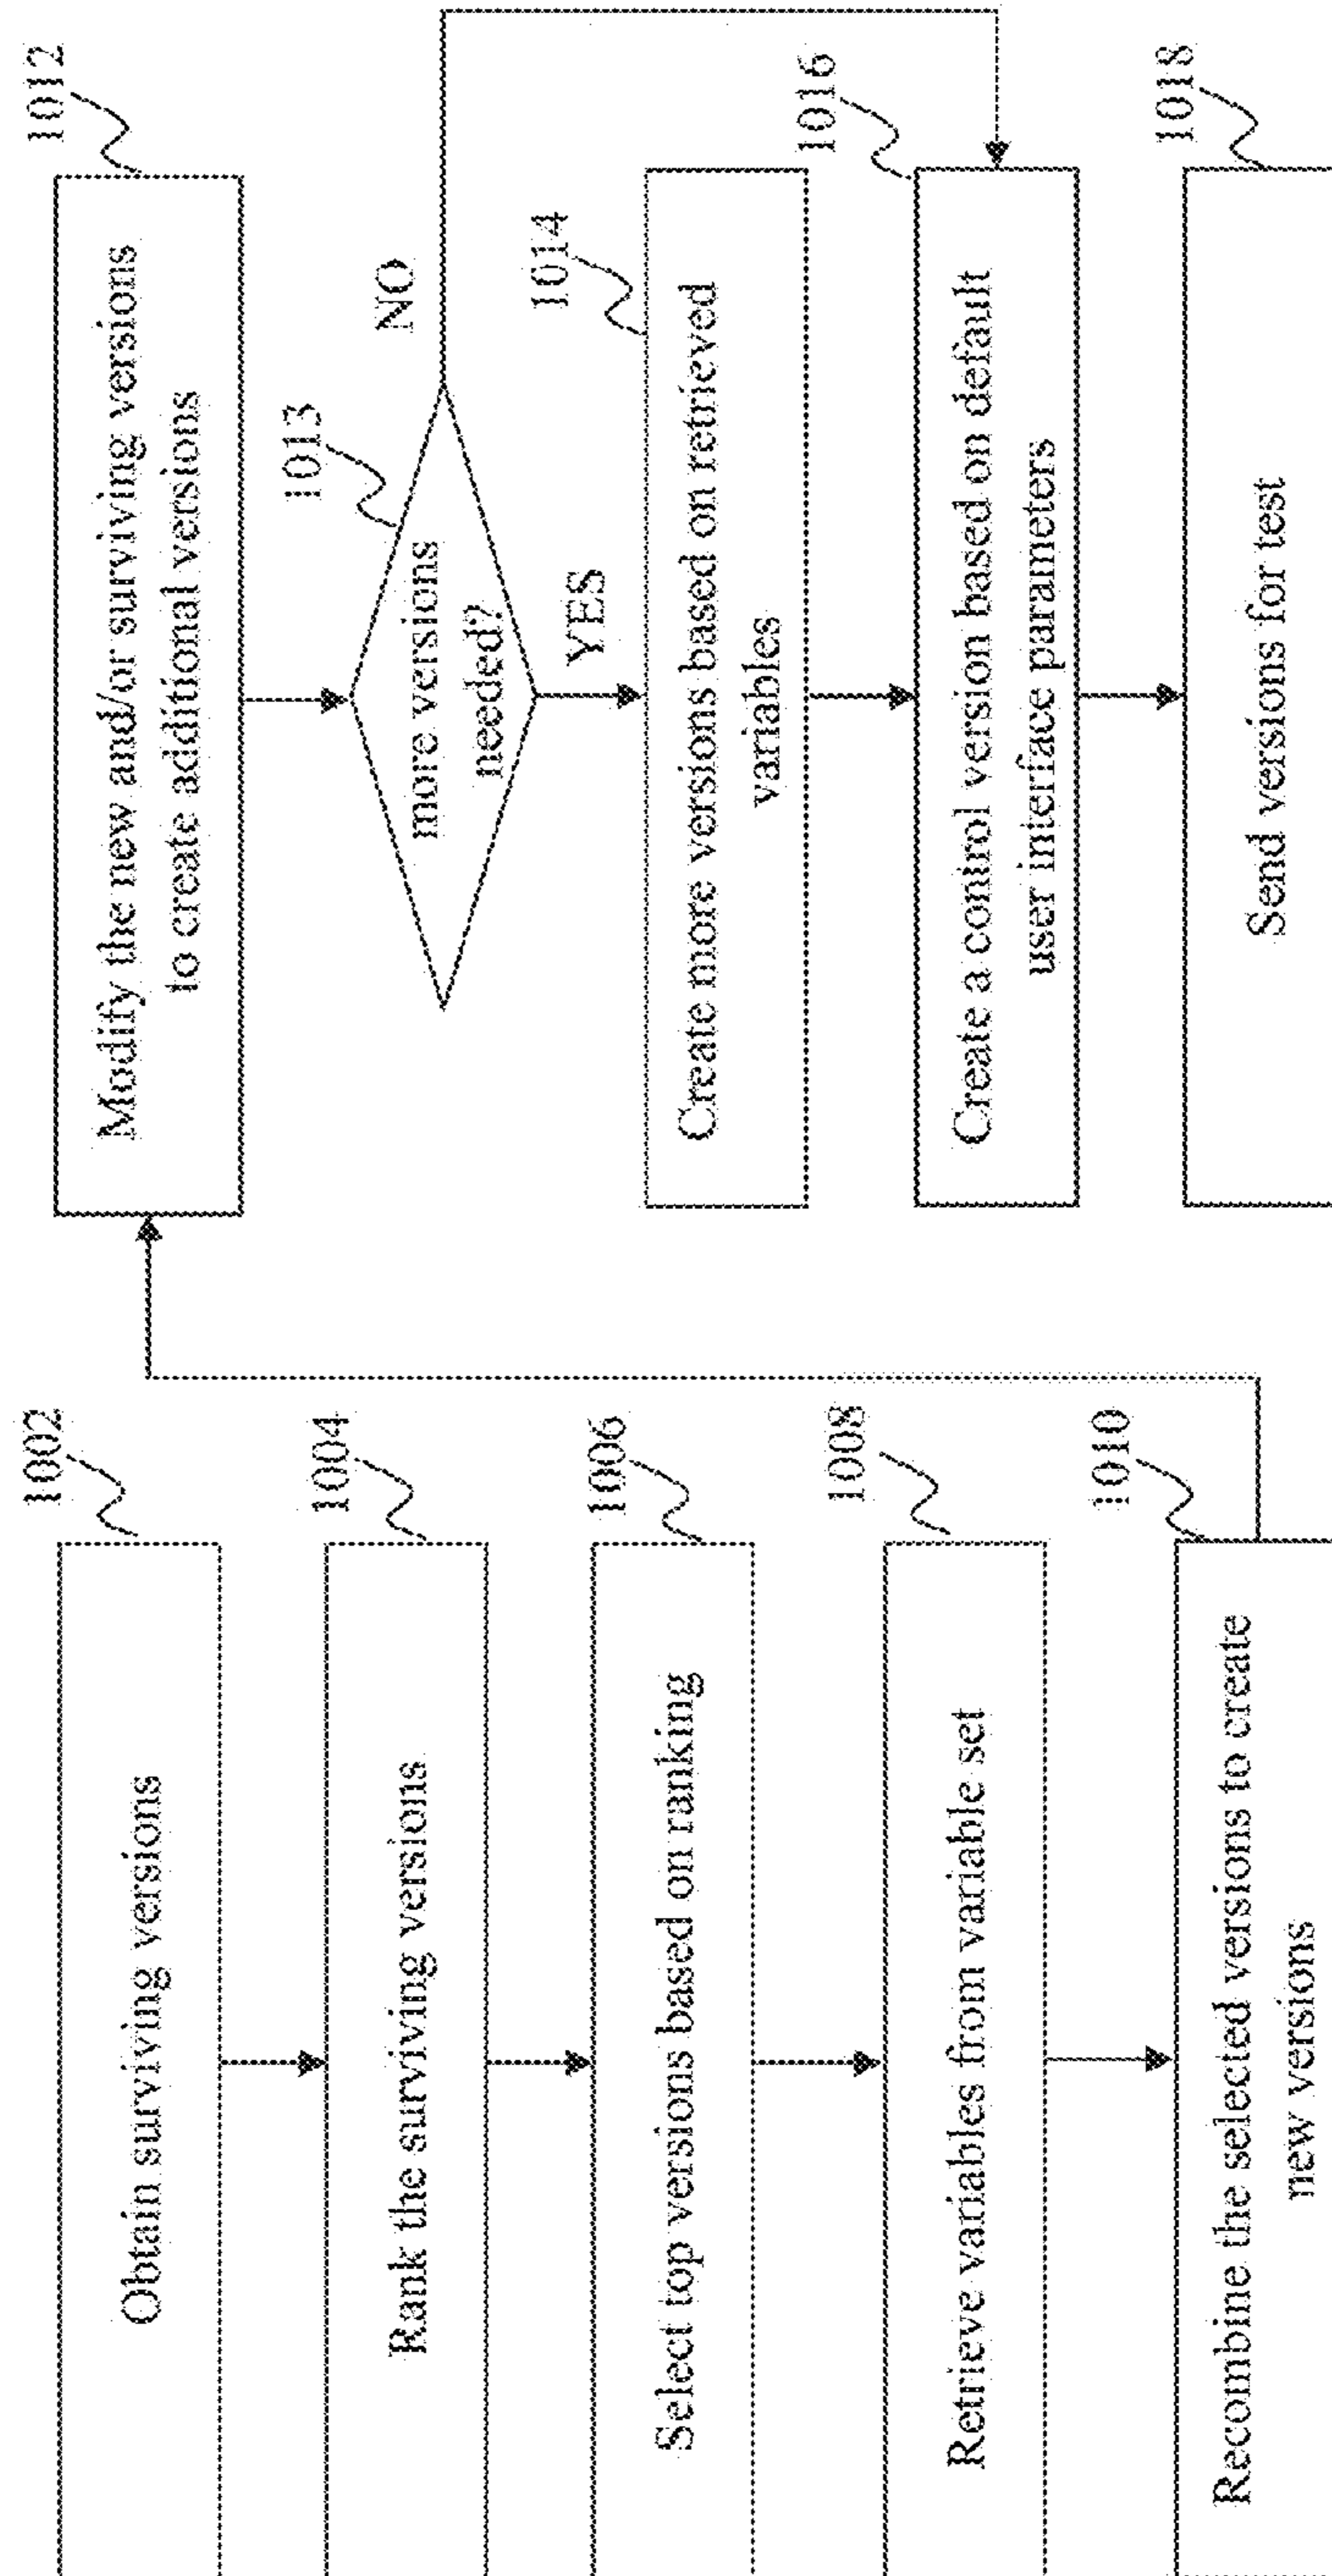 1002
Obtain surviving versions
1004
Rank the surviving versions
1006
Select top versions based on ranking
1008
Retrieve variables from variable set
1010
Recombine the selected versions to create
new versions
1012
Modify the new and/or surviving versions
to create additional versions
1013
more versions
needed?
NO
YES
1014
Create more versions based on retrieved
variables
1016
Create a control version based on default
user interface parameters
1018
Send versions for test